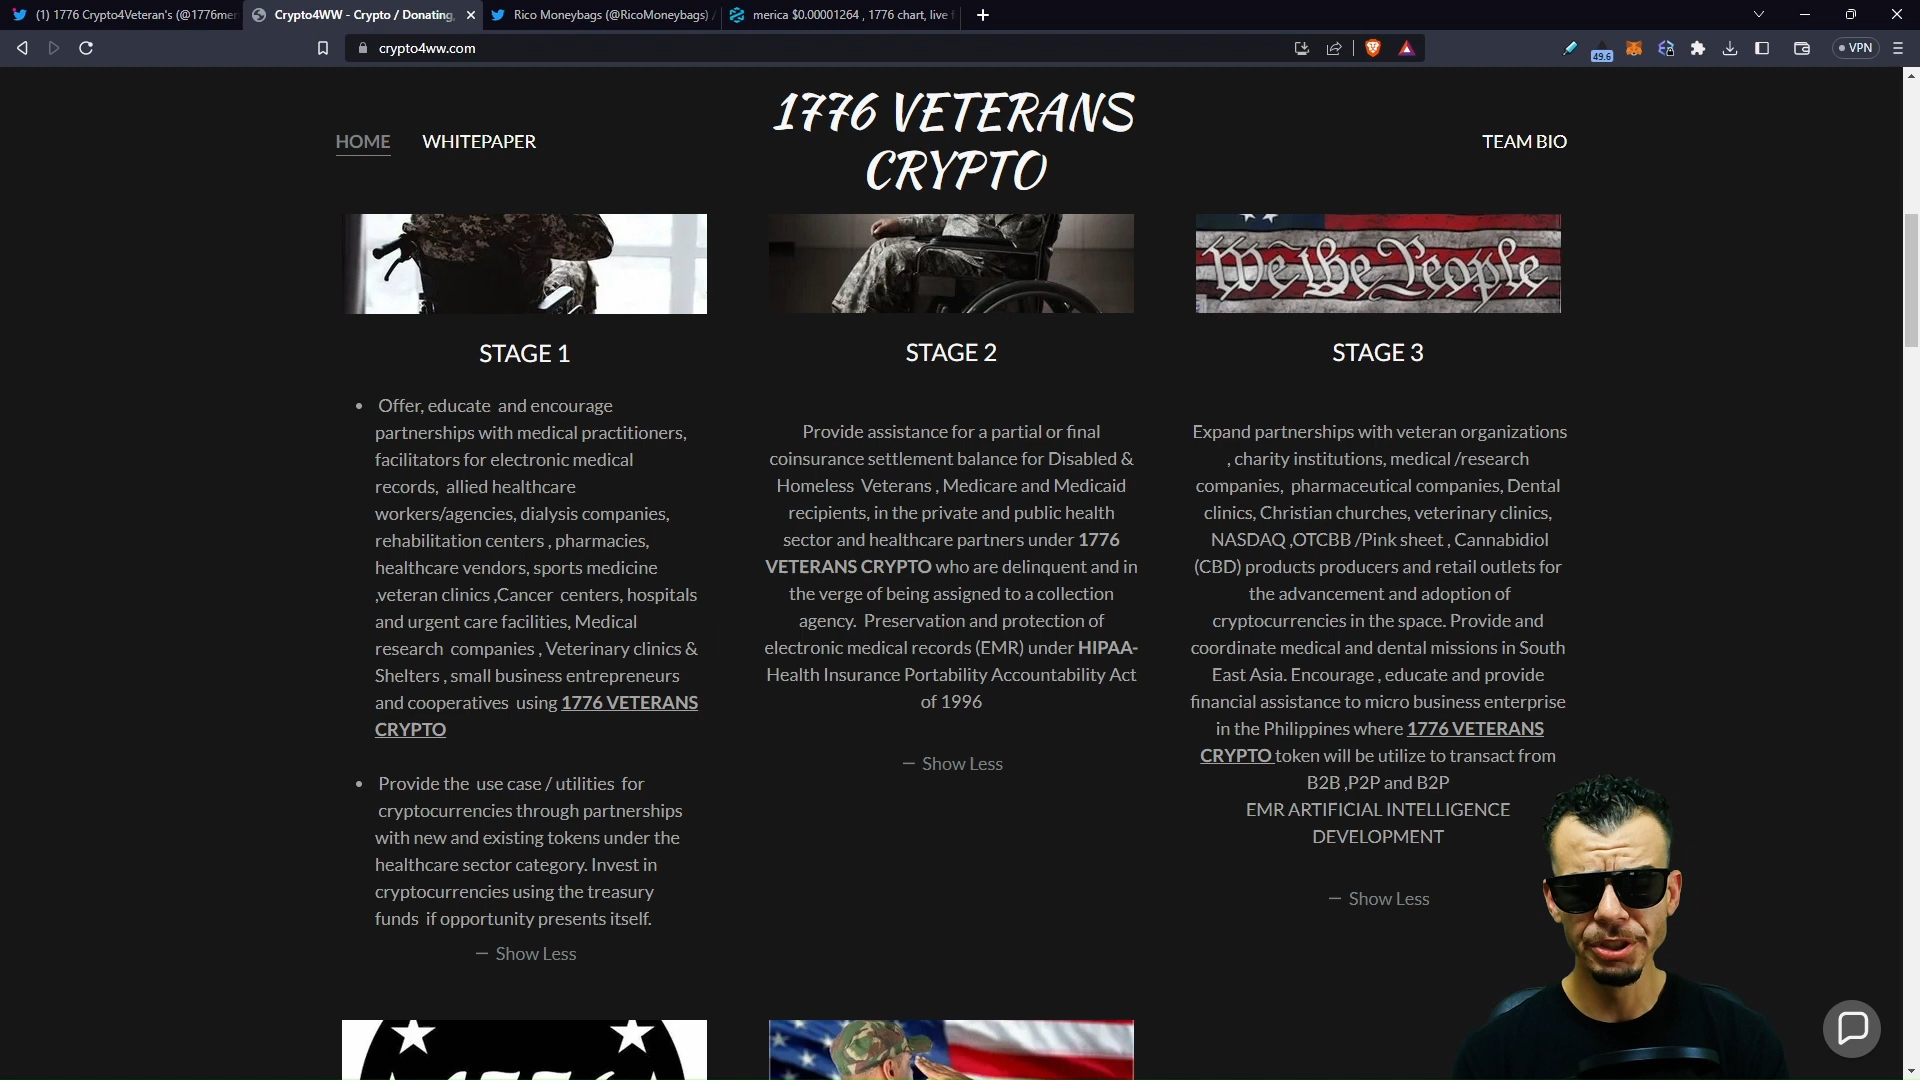 (1) 1776 Crypto4Veteran's (@1776mer
Crypto4WW - Crypto / Donating,
Rico Moneybags (@RicoMoneybags) /
merica $0.00001264 , 1776 chart, live f
crypto4ww.com
49.6
VPN
HOME
WHITEPAPER
1776 VETERANS
CRYPTO
TEAM BIO
We the People
STAGE 1
• Offer, educate and encourage
partnerships with medical practitioners,
facilitators for electronic medical
records, allied healthcare
workers/agencies, dialysis companies,
rehabilitation centers , pharmacies,
healthcare vendors, sports medicine
,veteran clinics ,Cancer centers, hospitals
and urgent care facilities, Medical
research companies , Veterinary clinics &
Shelters , small business entrepreneurs
and cooperatives using 1776 VETERANS
CRYPTO
• Provide the use case / utilities for
cryptocurrencies through partnerships
with new and existing tokens under the
healthcare sector category. Invest in
cryptocurrencies using the treasury
funds if opportunity presents itself.
— Show Less
STAGE 2
Provide assistance for a partial or final
coinsurance settlement balance for Disabled &
Homeless Veterans , Medicare and Medicaid
recipients, in the private and public health
sector and healthcare partners under 1776
VETERANS CRYPTO who are delinquent and in
the verge of being assigned to a collection
agency. Preservation and protection of
electronic medical records (EMR) under HIPAA-
Health Insurance Portability Accountability Act
of 1996
— Show Less
STAGE 3
Expand partnerships with veteran organizations
, charity institutions, medical /research
companies, pharmaceutical companies, Dental
clinics, Christian churches, veterinary clinics,
NASDAQ ,OTCBB /Pink sheet , Cannabidiol
(CBD) products producers and retail outlets for
the advancement and adoption of
cryptocurrencies in the space. Provide and
coordinate medical and dental missions in South
East Asia. Encourage , educate and provide
financial assistance to micro business enterprise
in the Philippines where 1776 VETERANS
CRYPTO token will be utilize to transact from
B2B ,P2P and B2P
EMR ARTIFICIAL INTELLIGENCE
DEVELOPMENT
— Show Less